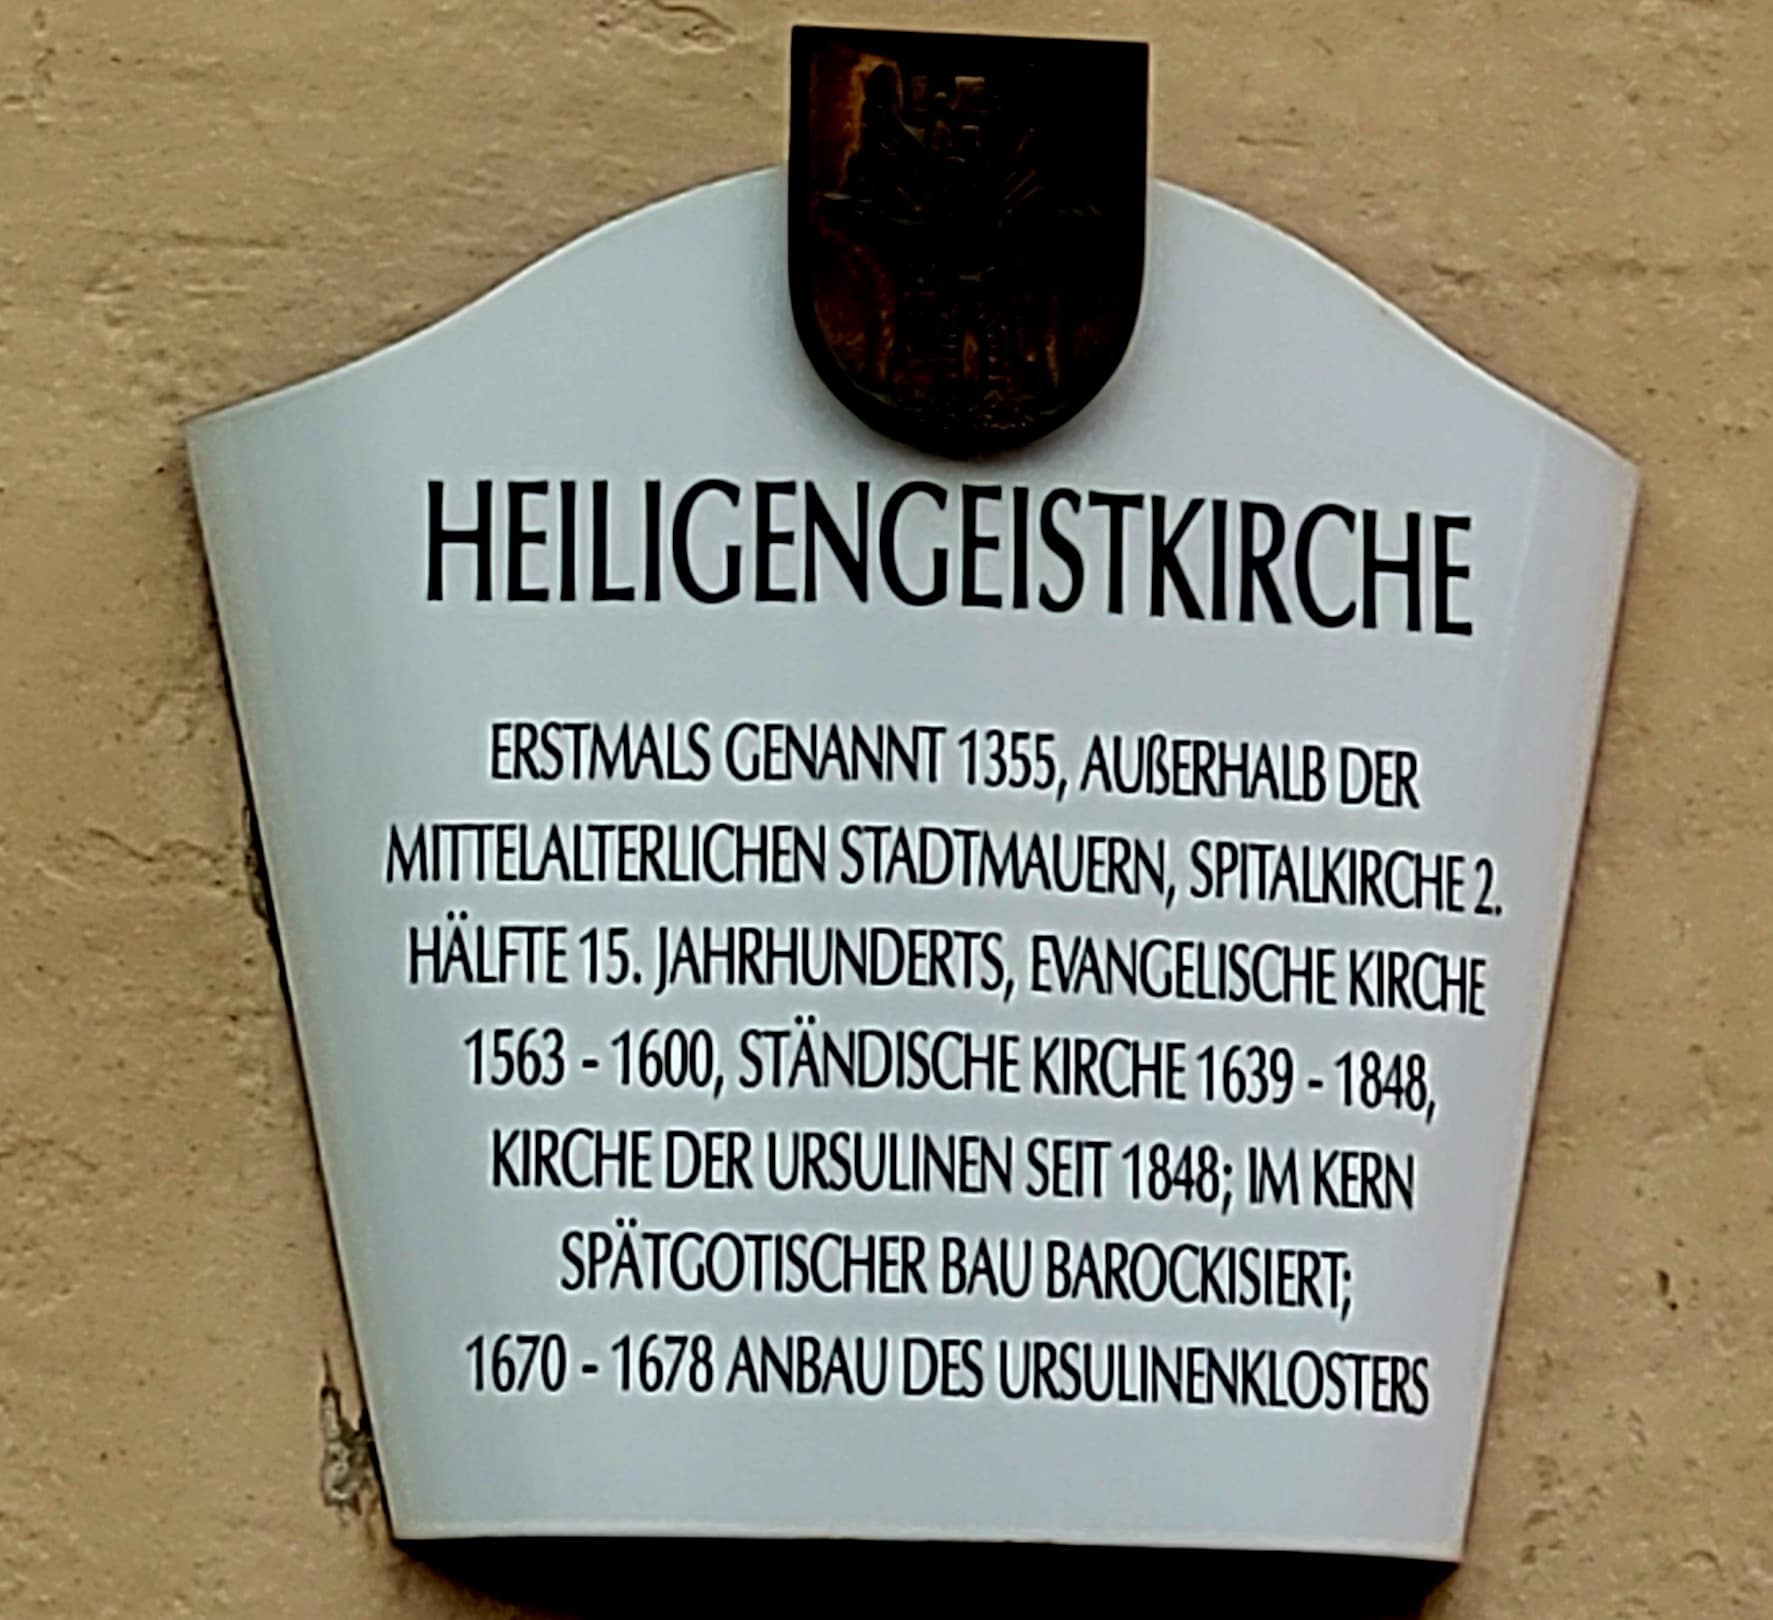 HEILIGENGEISTKIRCHE
ERSTMALS GENANNT 1355, AUßERHALB DER
MITTELALTERLICHEN STADTMAUERN, SPITALKIRCHE 2.
HÄLFTE 15. JAHRHUNDERTS, EVANGELISCHE KIRCHE
1563 - 1600, STÄNDISCHE KIRCHE 1639 - 1848,
KIRCHE DER URSULINEN SEIT 1848; IM KERN
SPÄTGOTISCHER BAU BAROCKISIERT;
1670 - 1678 ANBAU DES URSULINENKLOSTERS